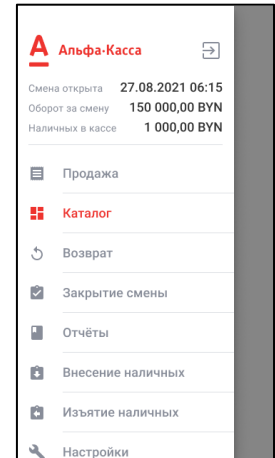 А Альфа·Касса
Смена открыта 27.08.2021 06:15
Оборот за смену 150 000,00 BYN
Наличных в кассе 1 000,00 BYN
Продажа
Каталог
Возврат
Закрытие смены
Отчёты
Внесение наличных
Изъятие наличных
Настройки